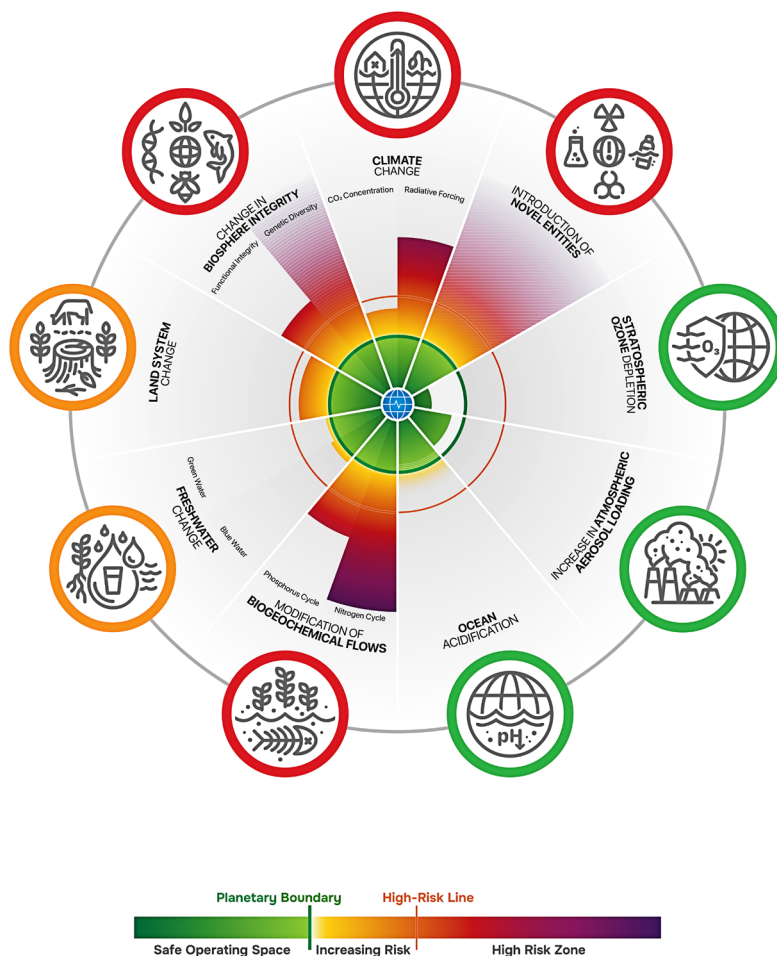 CLIMATE
CHANGE
CO₂ Concentration
Radiative Forcing
INTRODUCTION OF
NOVEL ENTITIES
STRATOSPHERIC
OZONE DEPLETION
O₃
INCREASE IN ATMOSPHERIC
AEROSOL LOADING
OCEAN
ACIDIFICATION
pH
MODIFICATION OF
BIOGEOCHEMICAL FLOWS
Phosphorus Cycle
Nitrogen Cycle
FRESHWATER
CHANGE
Green Water
Blue Water
LAND SYSTEM
CHANGE
CHANGE IN
BIOSPHERE INTEGRITY
Functional Integrity
Genetic Diversity
Planetary Boundary
High-Risk Line
Safe Operating Space
Increasing Risk
High Risk Zone